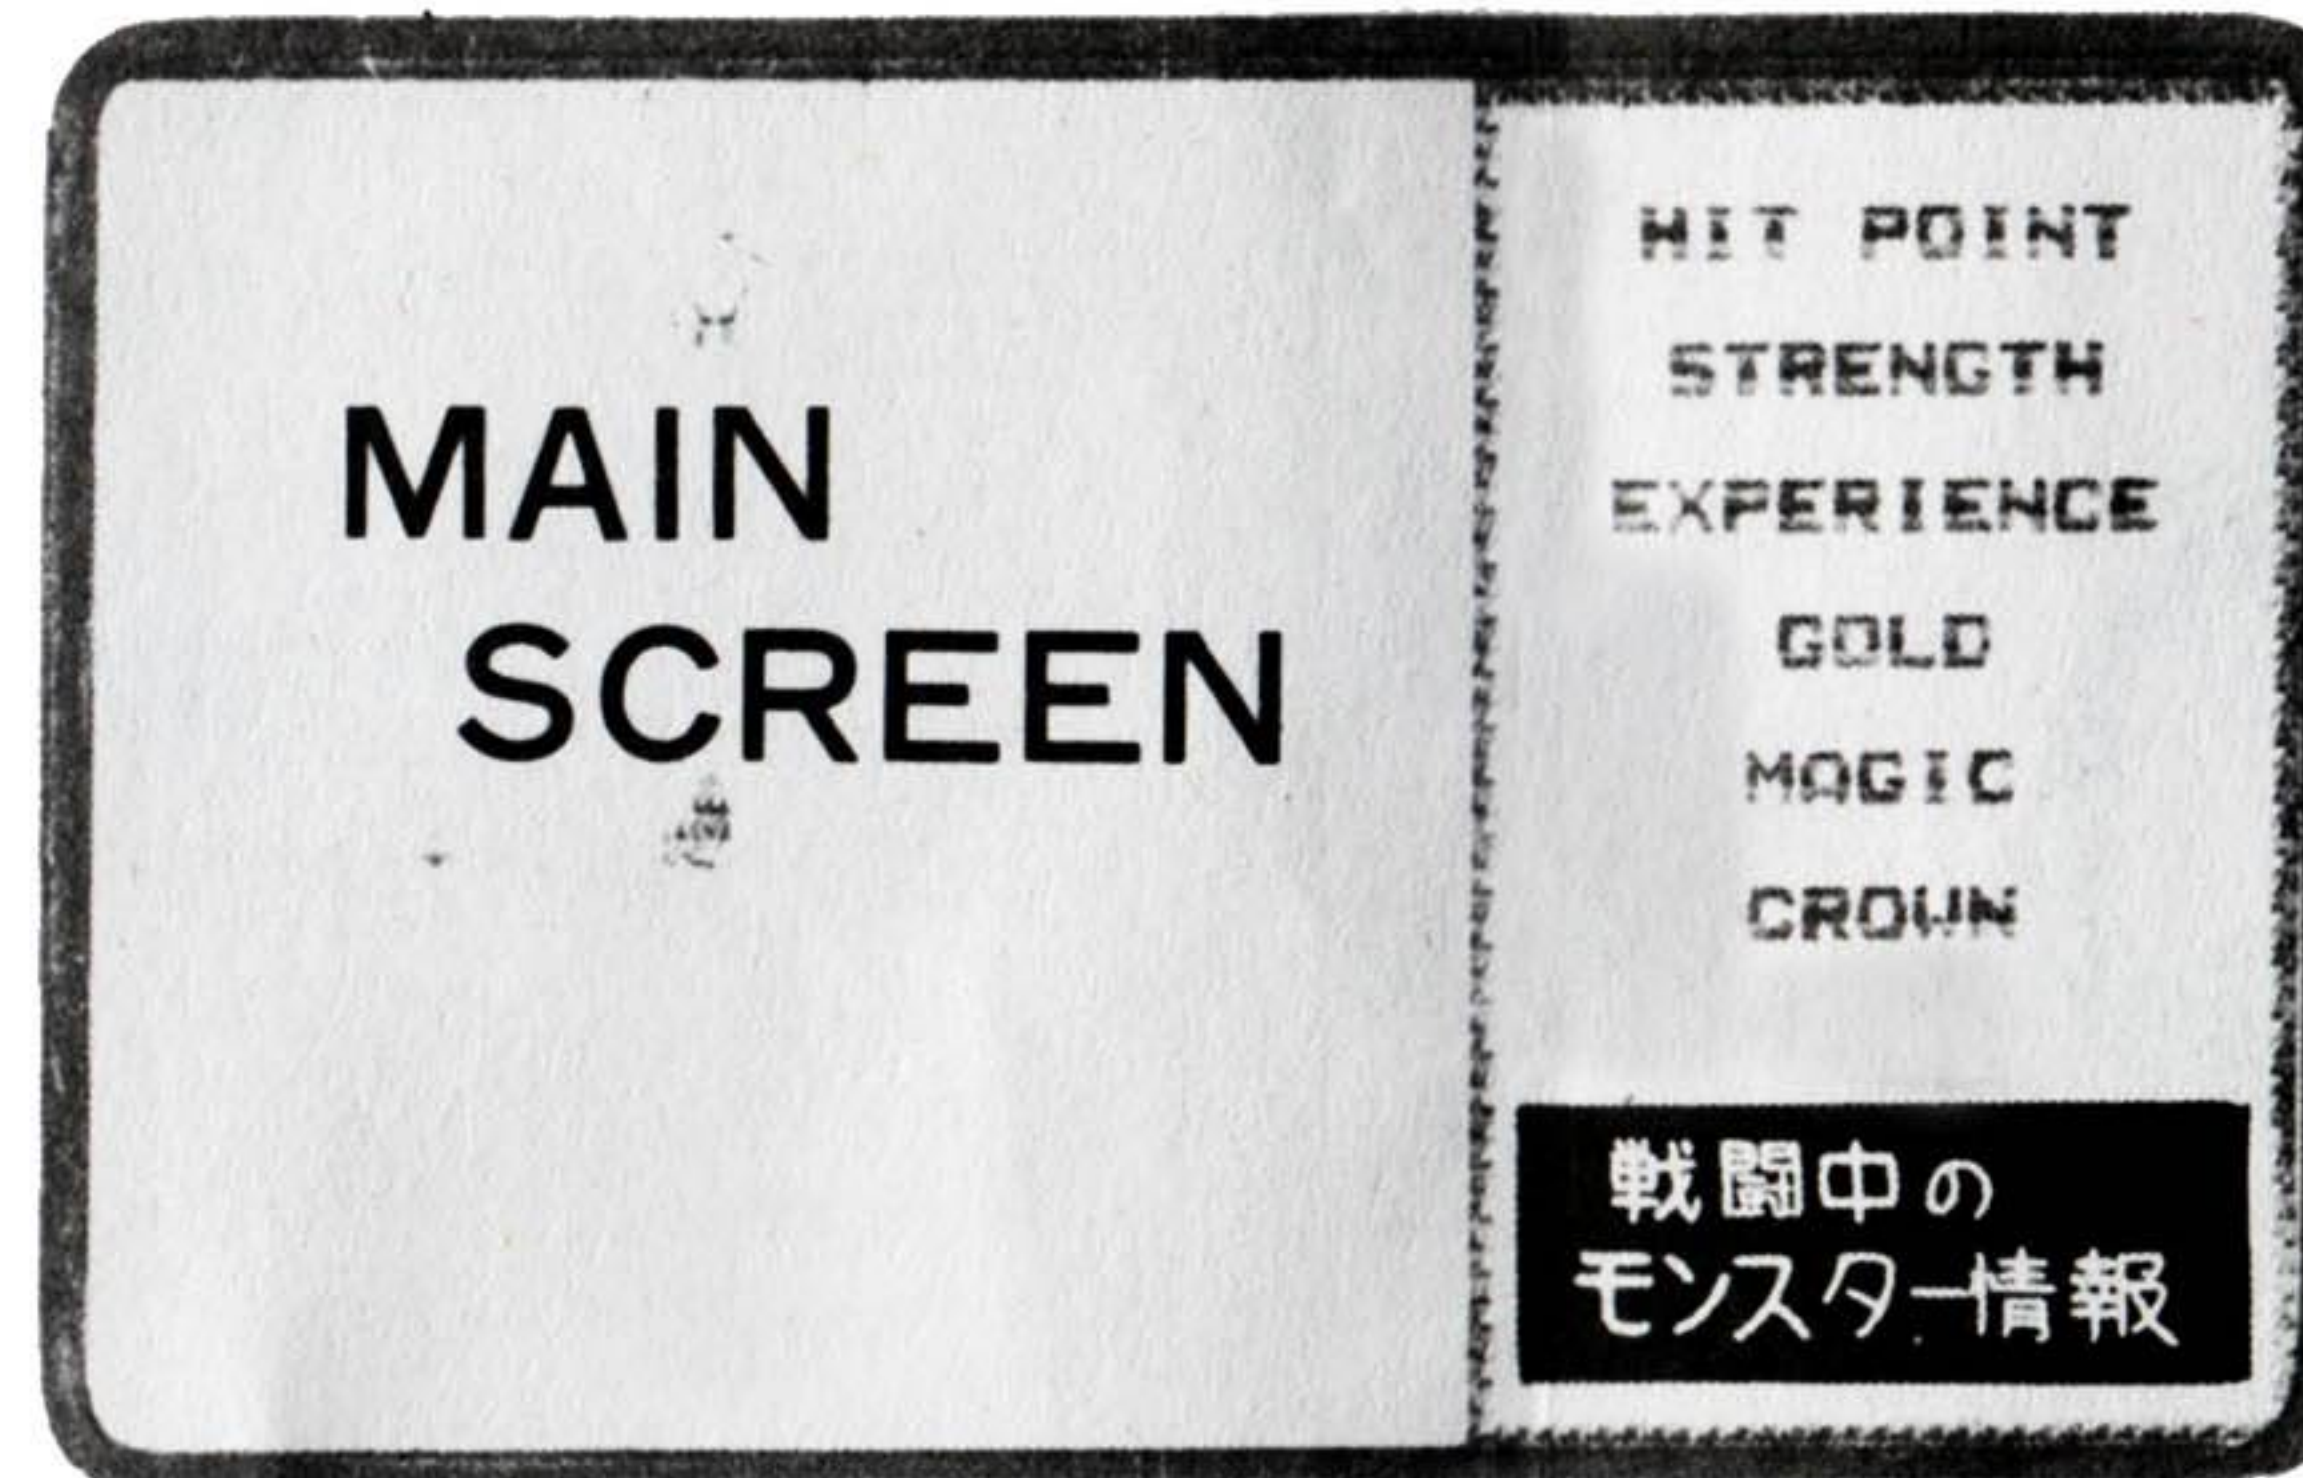 MAIN
SCREEN
HIT POINT
STRENGTH
EXPERIENCE
GOLD
MAGIC
CROWN
戦闘中の
モンスター情報